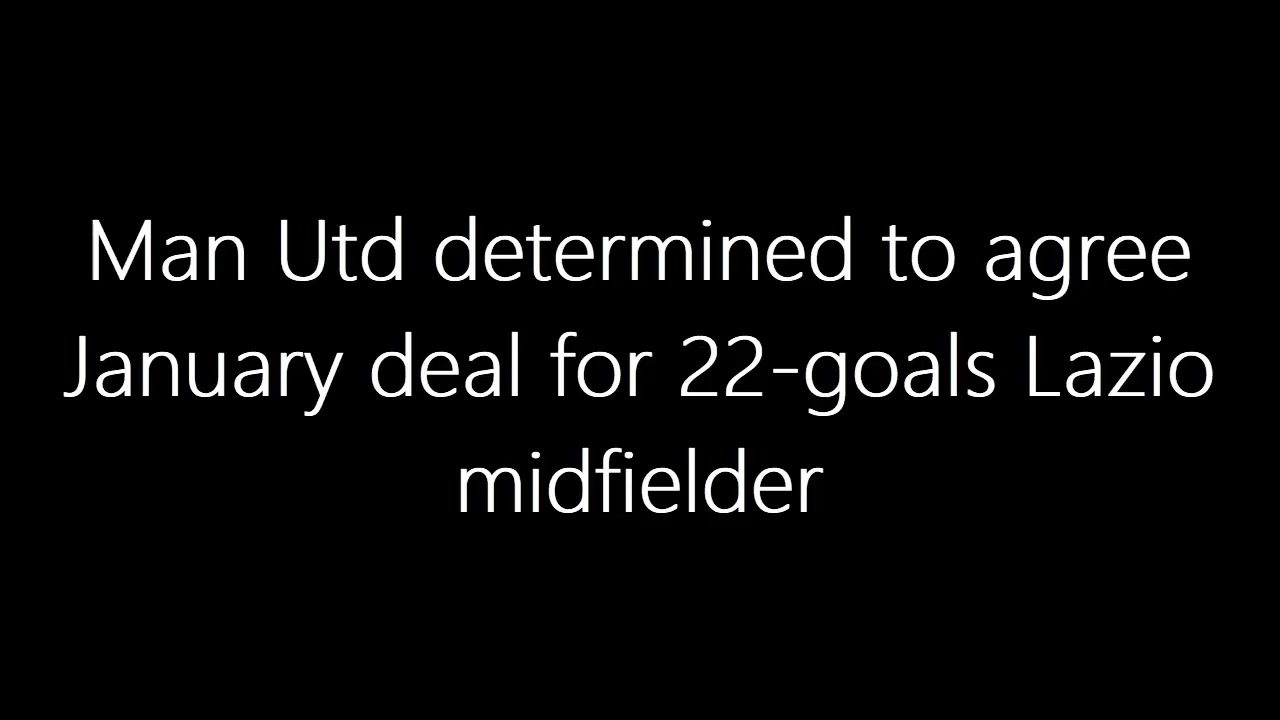 Man Utd determined to agree
January deal for 22-goals Lazio
midfielder